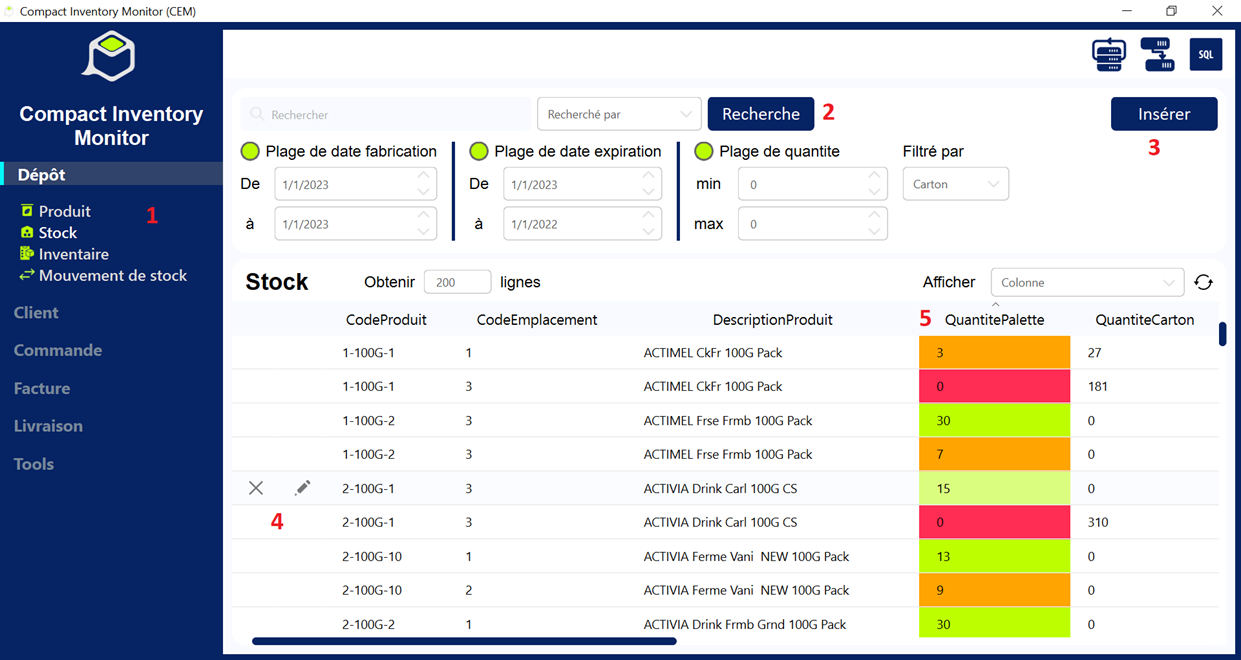 Compact Inventory Monitor (CEM)
Compact Inventory
Monitor
Dépôt
Produit 1
Stock
Inventaire
Mouvement de stock
Client
Commande
Facture
Livraison
Tools
SQL
Rechercher Recherché par Recherche 2 Insérer
3
Plage de date fabrication Plage de date expiration Plage de quantite Filtré par
De 1/1/2023 De 1/1/2023 min 0 Carton
à 1/1/2023 à 1/1/2022 max 0
Stock Obtenir 200 lignes Afficher Colonne
CodeProduit CodeEmplacement DescriptionProduit 5 QuantitePalette QuantiteCarton
1-100G-1 1 ACTIMEL CkFr 100G Pack 3 27
1-100G-1 3 ACTIMEL CkFr 100G Pack 0 181
1-100G-2 3 ACTIMEL Frse Frmb 100G Pack 30 0
1-100G-2 3 ACTIMEL Frse Frmb 100G Pack 7 0
2-100G-1 3 ACTIVIA Drink Carl 100G CS 15 0
4 2-100G-1 3 ACTIVIA Drink Carl 100G CS 0 310
2-100G-10 1 ACTIVIA Ferme Vani  NEW 100G Pack 13 0
2-100G-10 2 ACTIVIA Ferme Vani  NEW 100G Pack 9 0
2-100G-2 1 ACTIVIA Drink Frmb Grnd 100G Pack 30 0